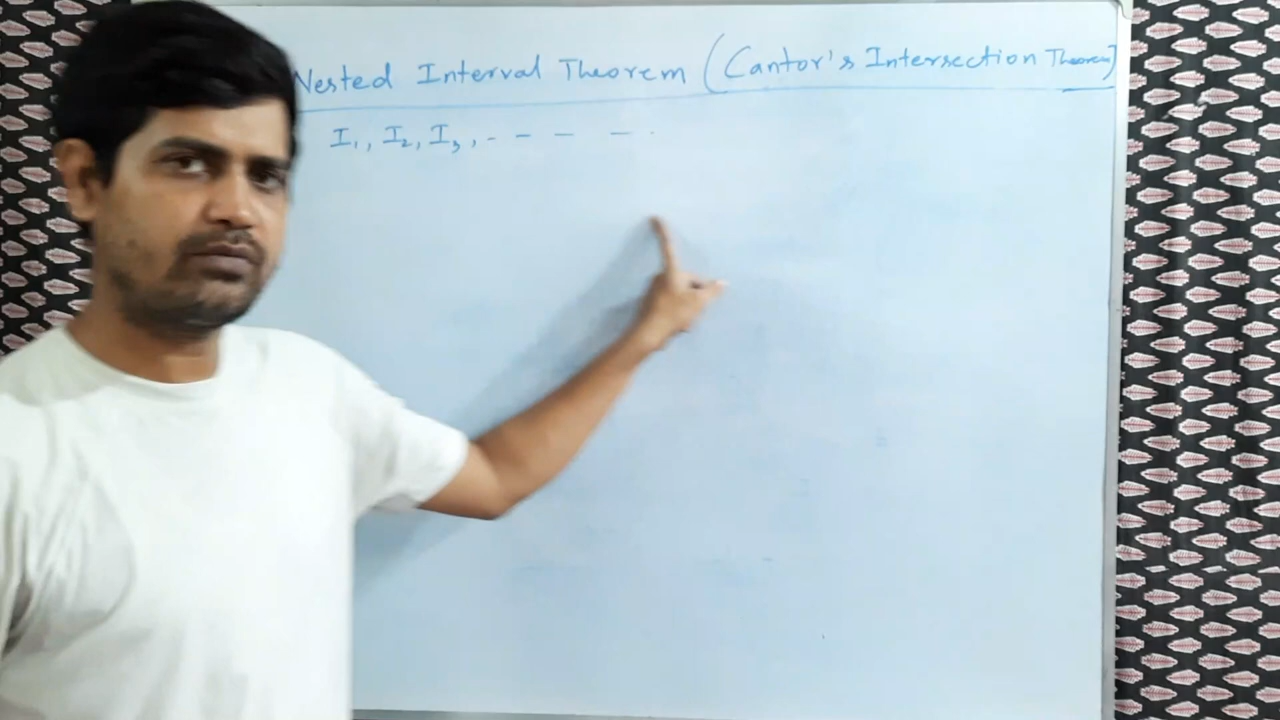 Nested Interval Theorem (Cantor's Intersection Theorem)
I₁, I₂, I₃, . - - - - .